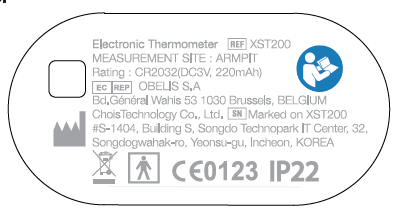 Electronic Thermometer REF XST200
MEASUREMENT SITE : ARMPIT
Rating : CR2032(DC3V, 220mAh)
EC REP OBELIS S.A
Bd.Général Wahis 53 1030 Brussels, BELGIUM
ChoisTechnology Co., Ltd. SN Marked on XST200
#S-1404, Building S, Songdo Technopark IT Center, 32,
Songdogwahak-ro, Yeonsu-gu, Incheon, KOREA
CE0123 IP22